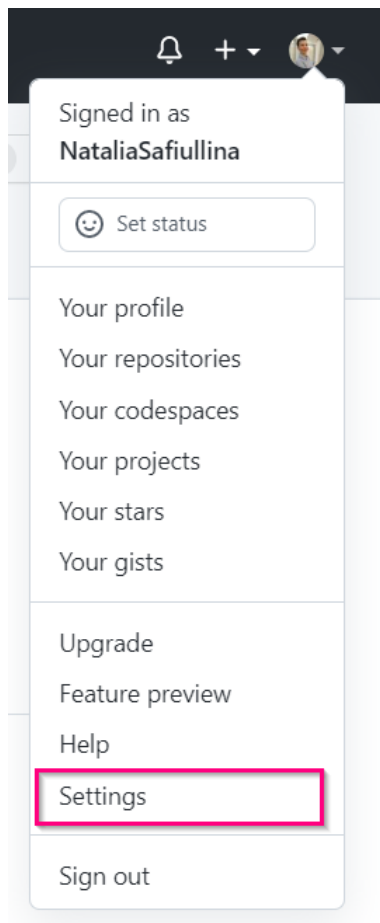 Signed in as
NataliaSafiullina
Set status
Your profile
Your repositories
Your codespaces
Your projects
Your stars
Your gists
Upgrade
Feature preview
Help
Settings
Sign out